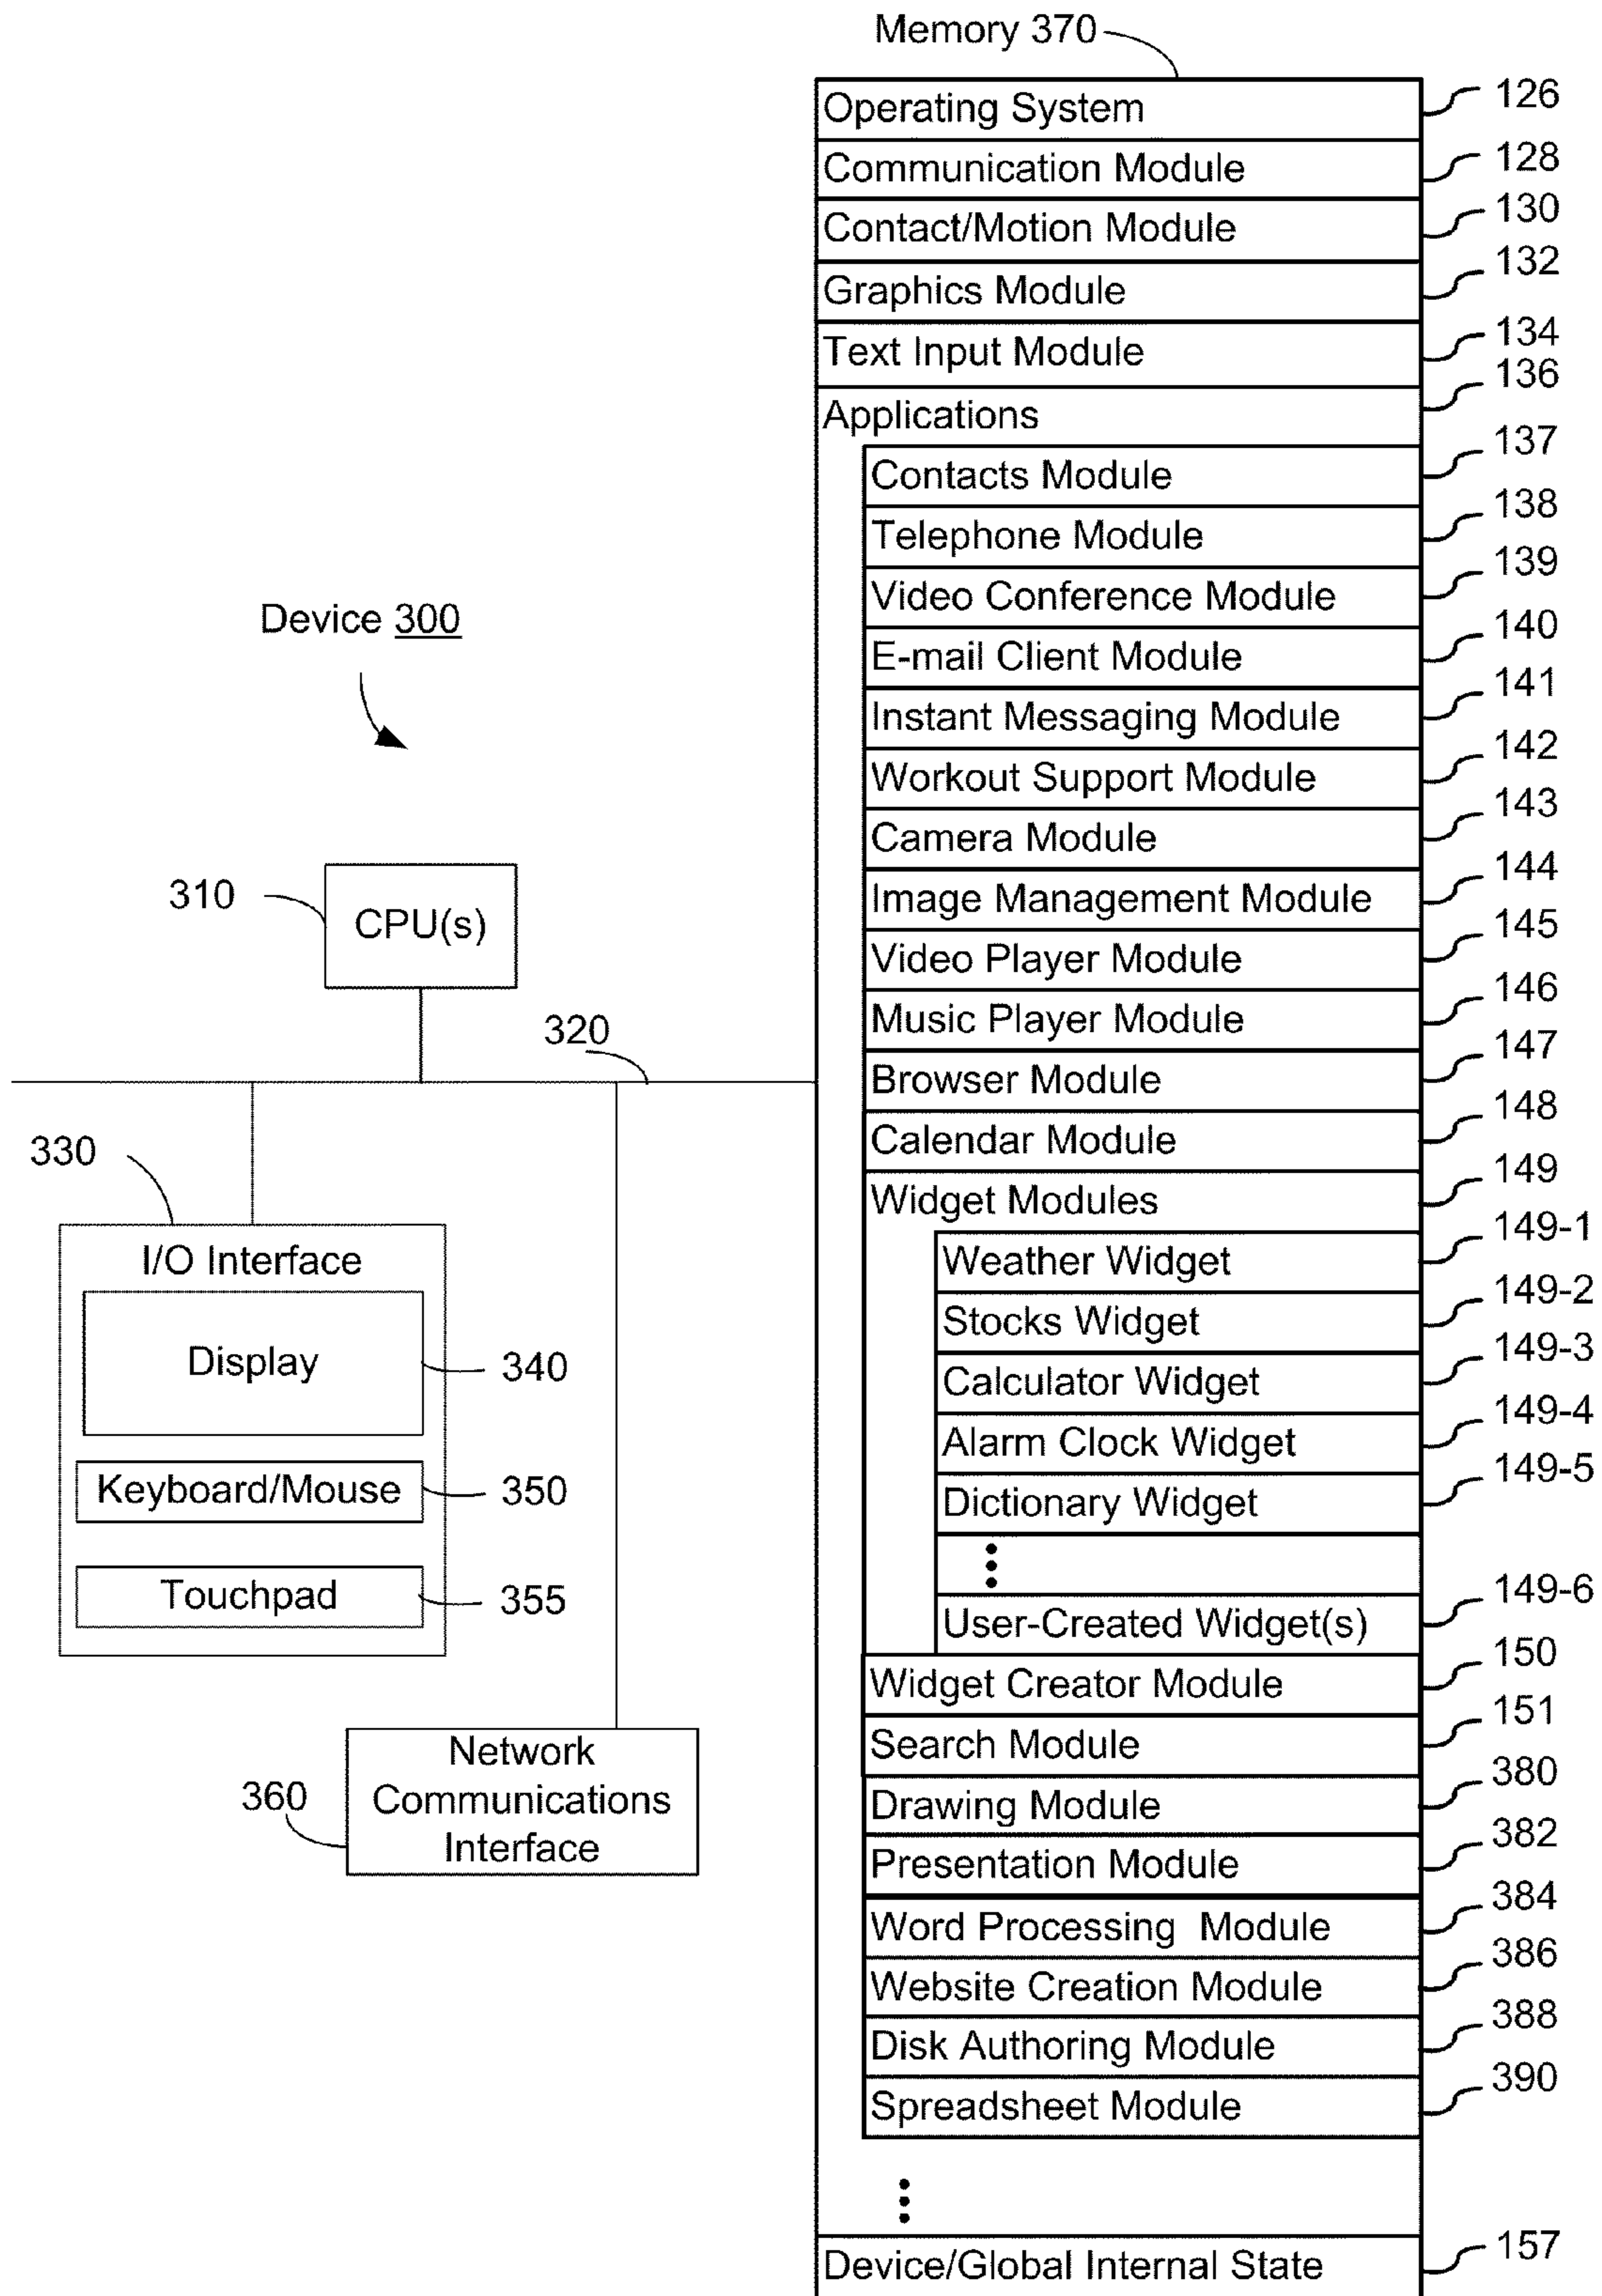 Memory 370
Operating System 126
Communication Module 128
Contact/Motion Module 130
Graphics Module 132
Text Input Module 134
Applications 136
Contacts Module 137
Telephone Module 138
Video Conference Module 139
E-mail Client Module 140
Instant Messaging Module 141
Workout Support Module 142
Camera Module 143
Image Management Module 144
Video Player Module 145
Music Player Module 146
Browser Module 147
Calendar Module 148
Widget Modules 149
Weather Widget 149-1
Stocks Widget 149-2
Calculator Widget 149-3
Alarm Clock Widget 149-4
Dictionary Widget 149-5
User-Created Widget(s) 149-6
Widget Creator Module 150
Search Module 151
Drawing Module 380
Presentation Module 382
Word Processing Module 384
Website Creation Module 386
Disk Authoring Module 388
Spreadsheet Module 390
Device/Global Internal State 157
Device 300
310
CPU(s)
320
330
I/O Interface
Display 340
Keyboard/Mouse 350
Touchpad 355
360
Network
Communications
Interface